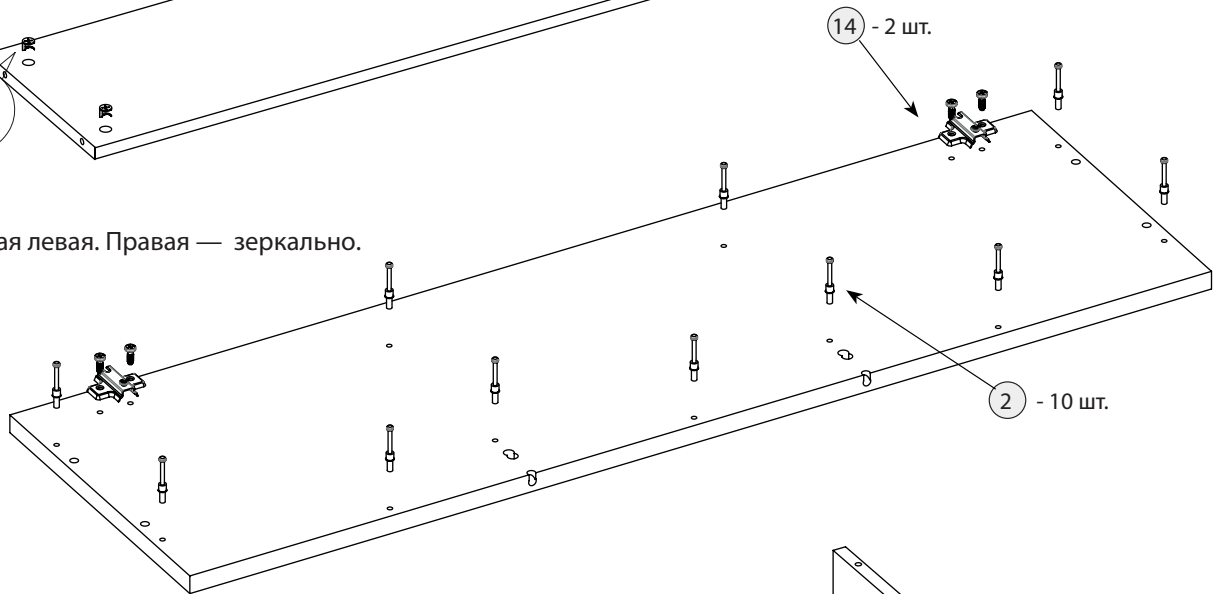 14 - 2 шт.
ая левая. Правая — зеркально.
2 - 10 шт.